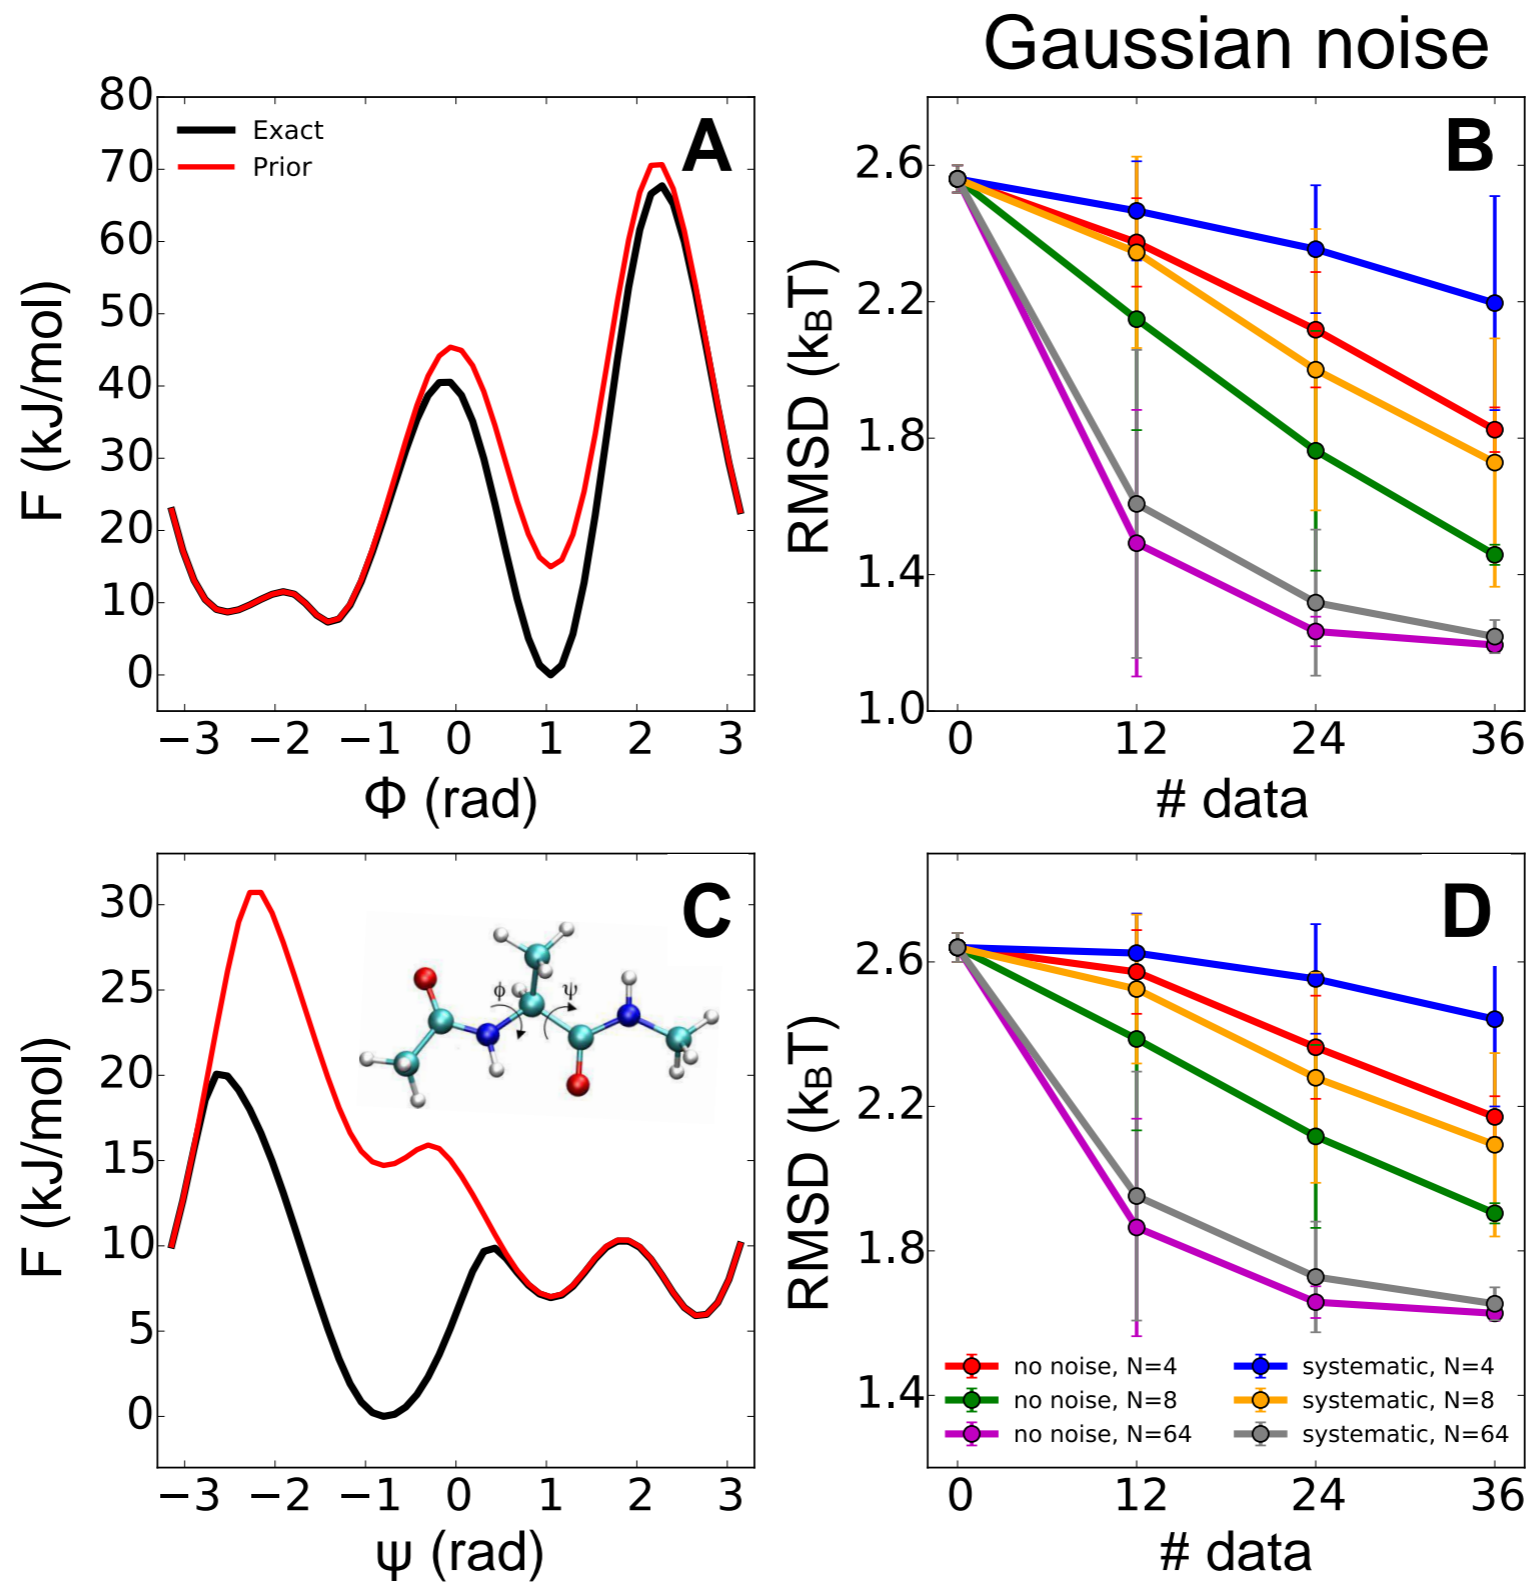 Gaussian noise
A
Exact
Prior
80
70
60
50
40
30
20
10
0
F (kJ/mol)
−3 −2 −1 0 1 2 3
Φ (rad)
B
2.6
2.2
1.8
1.4
1.0
RMSD (kBT)
0 12 24 36
# data
C
30
25
20
15
10
5
0
F (kJ/mol)
ϕ ψ
−3 −2 −1 0 1 2 3
ψ (rad)
D
2.6
2.2
1.8
1.4
RMSD (kBT)
no noise, N=4
no noise, N=8
no noise, N=64
systematic, N=4
systematic, N=8
systematic, N=64
0 12 24 36
# data